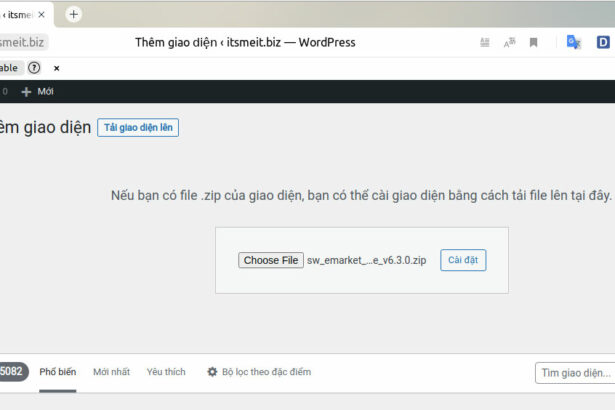 ‹ itsmeit
smeit.biz
Thêm giao diện ‹ itsmeit.biz — WordPress
able ?
0 + Mới
êm giao diện Tải giao diện lên
Nếu bạn có file .zip của giao diện, bạn có thể cài giao diện bằng cách tải file lên tại đây.
Choose File sw_emarket_...e_v6.3.0.zip Cài đặt
5082 Phổ biến Mới nhất Yêu thích Bộ lọc theo đặc điểm Tìm giao diện...